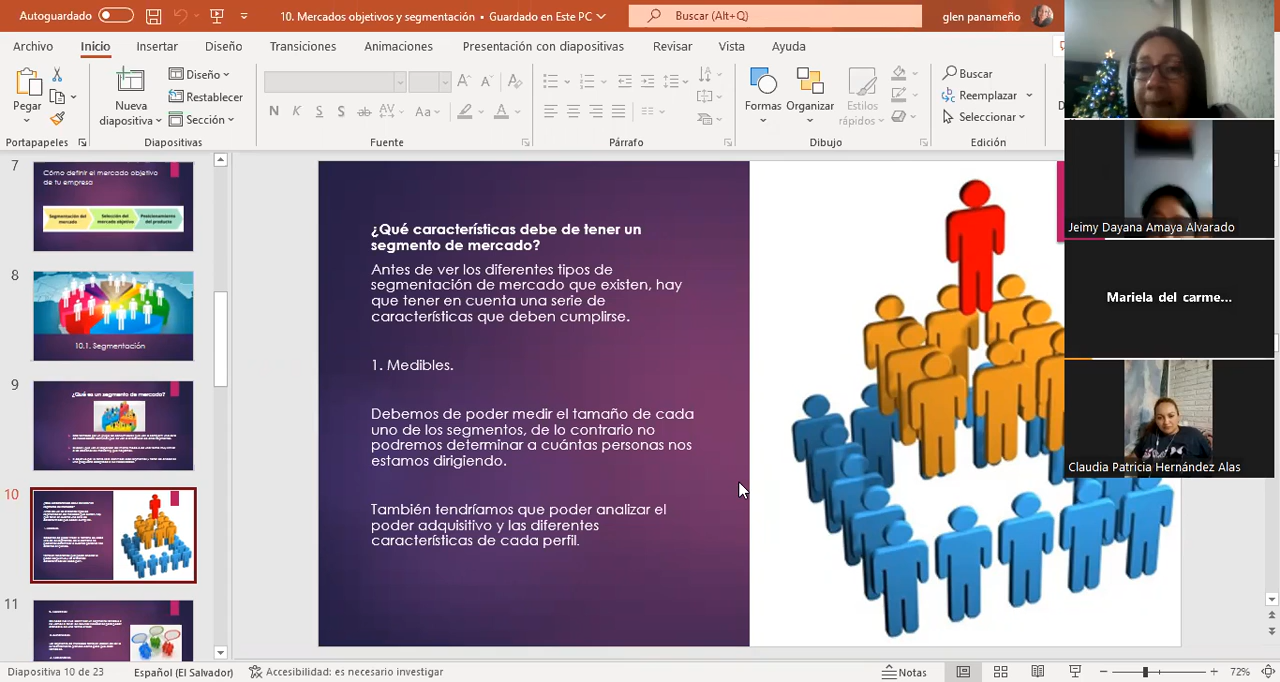 Autoguardado
10. Mercados objetivos y segmentación • Guardado en Este PC
Buscar (Alt+Q)
glen panameño
Archivo
Inicio
Insertar
Diseño
Transiciones
Animaciones
Presentación con diapositivas
Revisar
Vista
Ayuda
Pegar
Nueva
diapositiva
Diseño
Restablecer
Sección
N K S S ab AV Aa A
Formas
Organizar
Estilos
rápidos
Buscar
Reemplazar
Seleccionar
Portapapeles
Diapositivas
Fuente
Párrafo
Dibujo
Edición
7
Cómo definir el mercado objetivo
de tu empresa
Segmentación del
mercado
Selección del
mercado objetivo
Posicionamiento
del producto
8
10.1. Segmentación
9
¿Qué es un segmento de mercado?
10
11
¿Qué características debe de tener un
segmento de mercado?
Antes de ver los diferentes tipos de
segmentación de mercado que existen, hay
que tener en cuenta una serie de
características que deben cumplirse.
1. Medibles.
Debemos de poder medir el tamaño de cada
uno de los segmentos, de lo contrario no
podremos determinar a cuántas personas nos
estamos dirigiendo.
También tendríamos que poder analizar el
poder adquisitivo y las diferentes
características de cada perfil.
Jeimy Dayana Amaya Alvarado
Mariela del carme...
Claudia Patricia Hernández Alas
Diapositiva 10 de 23
Español (El Salvador)
Accesibilidad: es necesario investigar
Notas
72%